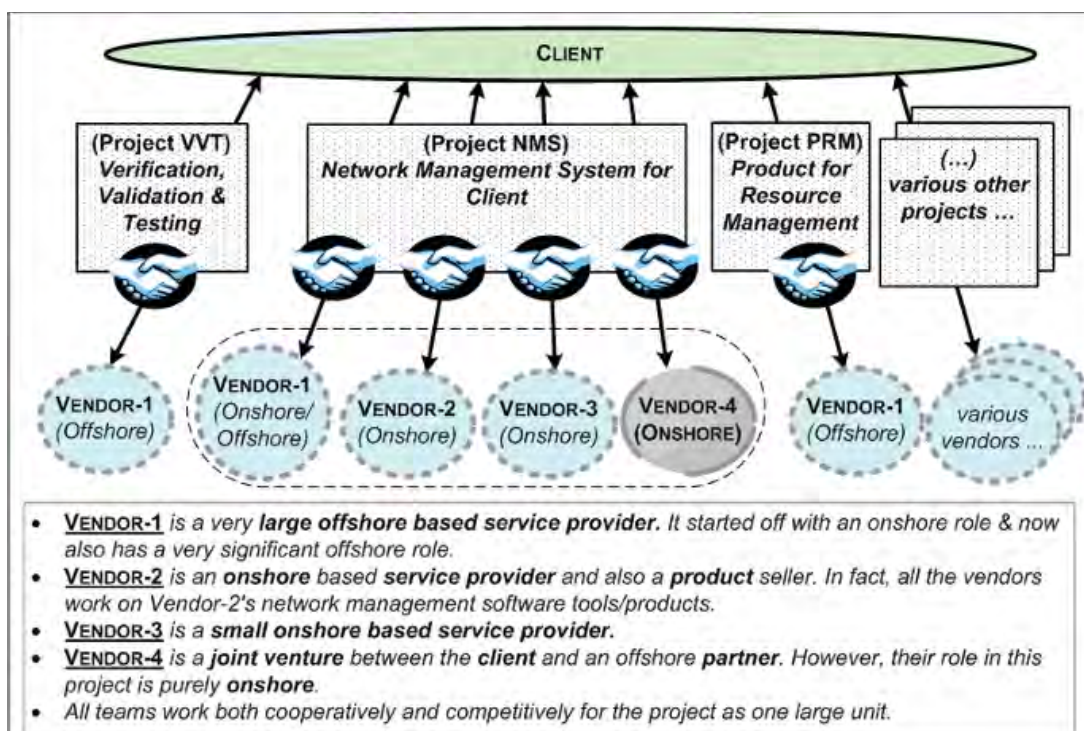 CLIENT
(Project VVT)
Verification,
Validation &
Testing
(Project NMS)
Network Management System for
Client
(Project PRM)
Product for
Resource
Management
(...)
various other
projects ...
VENDOR-1
(Offshore)
VENDOR-1
(Onshore/
Offshore)
VENDOR-2
(Onshore)
VENDOR-3
(Onshore)
VENDOR-4
(ONSHORE)
VENDOR-1
(Offshore)
various
vendors ...
• VENDOR-1 is a very large offshore based service provider. It started off with an onshore role & now
also has a very significant offshore role.
• VENDOR-2 is an onshore based service provider and also a product seller. In fact, all the vendors
work on Vendor-2's network management software tools/products.
• VENDOR-3 is a small onshore based service provider.
• VENDOR-4 is a joint venture between the client and an offshore partner. However, their role in this
project is purely onshore.
• All teams work both cooperatively and competitively for the project as one large unit.